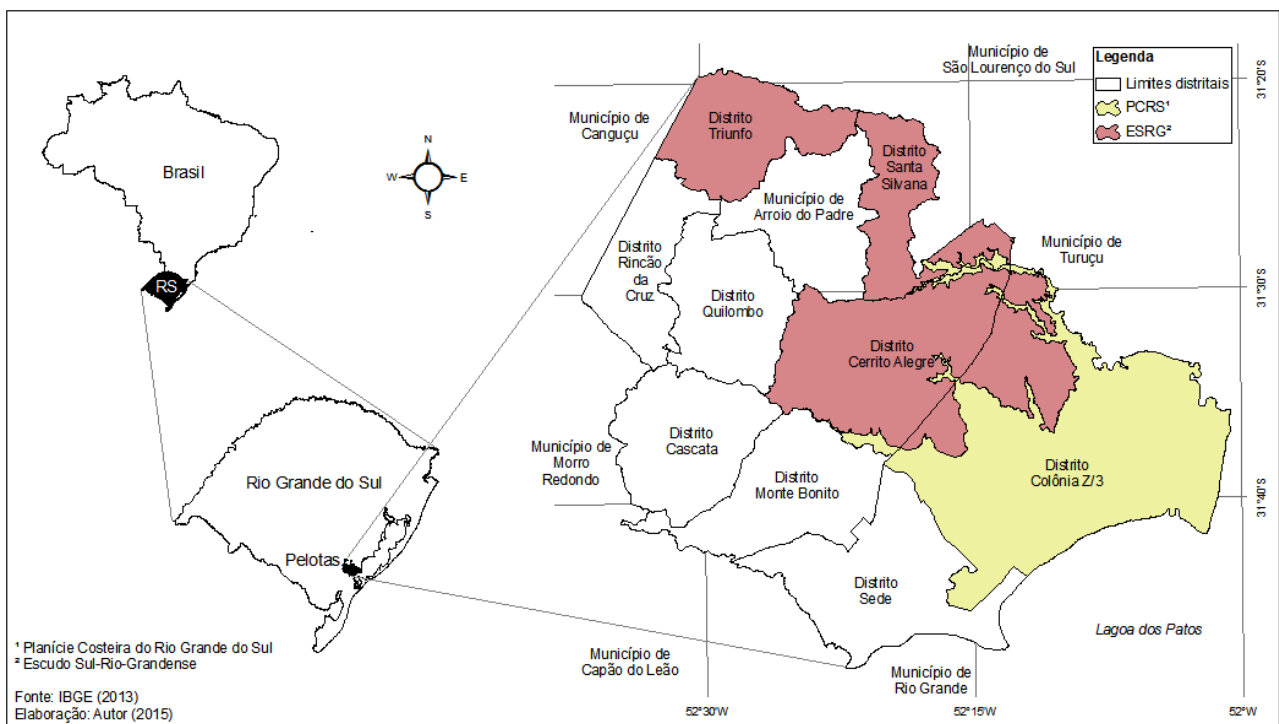 Brasil
RS
Rio Grande do Sul
Pelotas
N
W
E
S
Município de
São Lourenço do Sul
Legenda
Limites distritais
PCRS¹
ESRG²
Município de
Canguçu
Distrito
Triunfo
Distrito
Santa
Silvana
Município de
Arroio do Padre
Município de
Turuçu
Distrito
Rincão
da
Cruz
Distrito
Quilombo
Distrito
Cerrito Alegre
Município de
Morro
Redondo
Distrito
Cascata
Distrito
Monte Bonito
Distrito
Colônia Z/3
Distrito
Sede
Lagoa dos Patos
Município de
Capão do Leão
Município de
Rio Grande
31°20'S
31°30'S
31°40'S
52°30'W
52°15'W
52°W
¹ Planície Costeira do Rio Grande do Sul
² Escudo Sul-Rio-Grandense
Fonte: IBGE (2013)
Elaboração: Autor (2015)